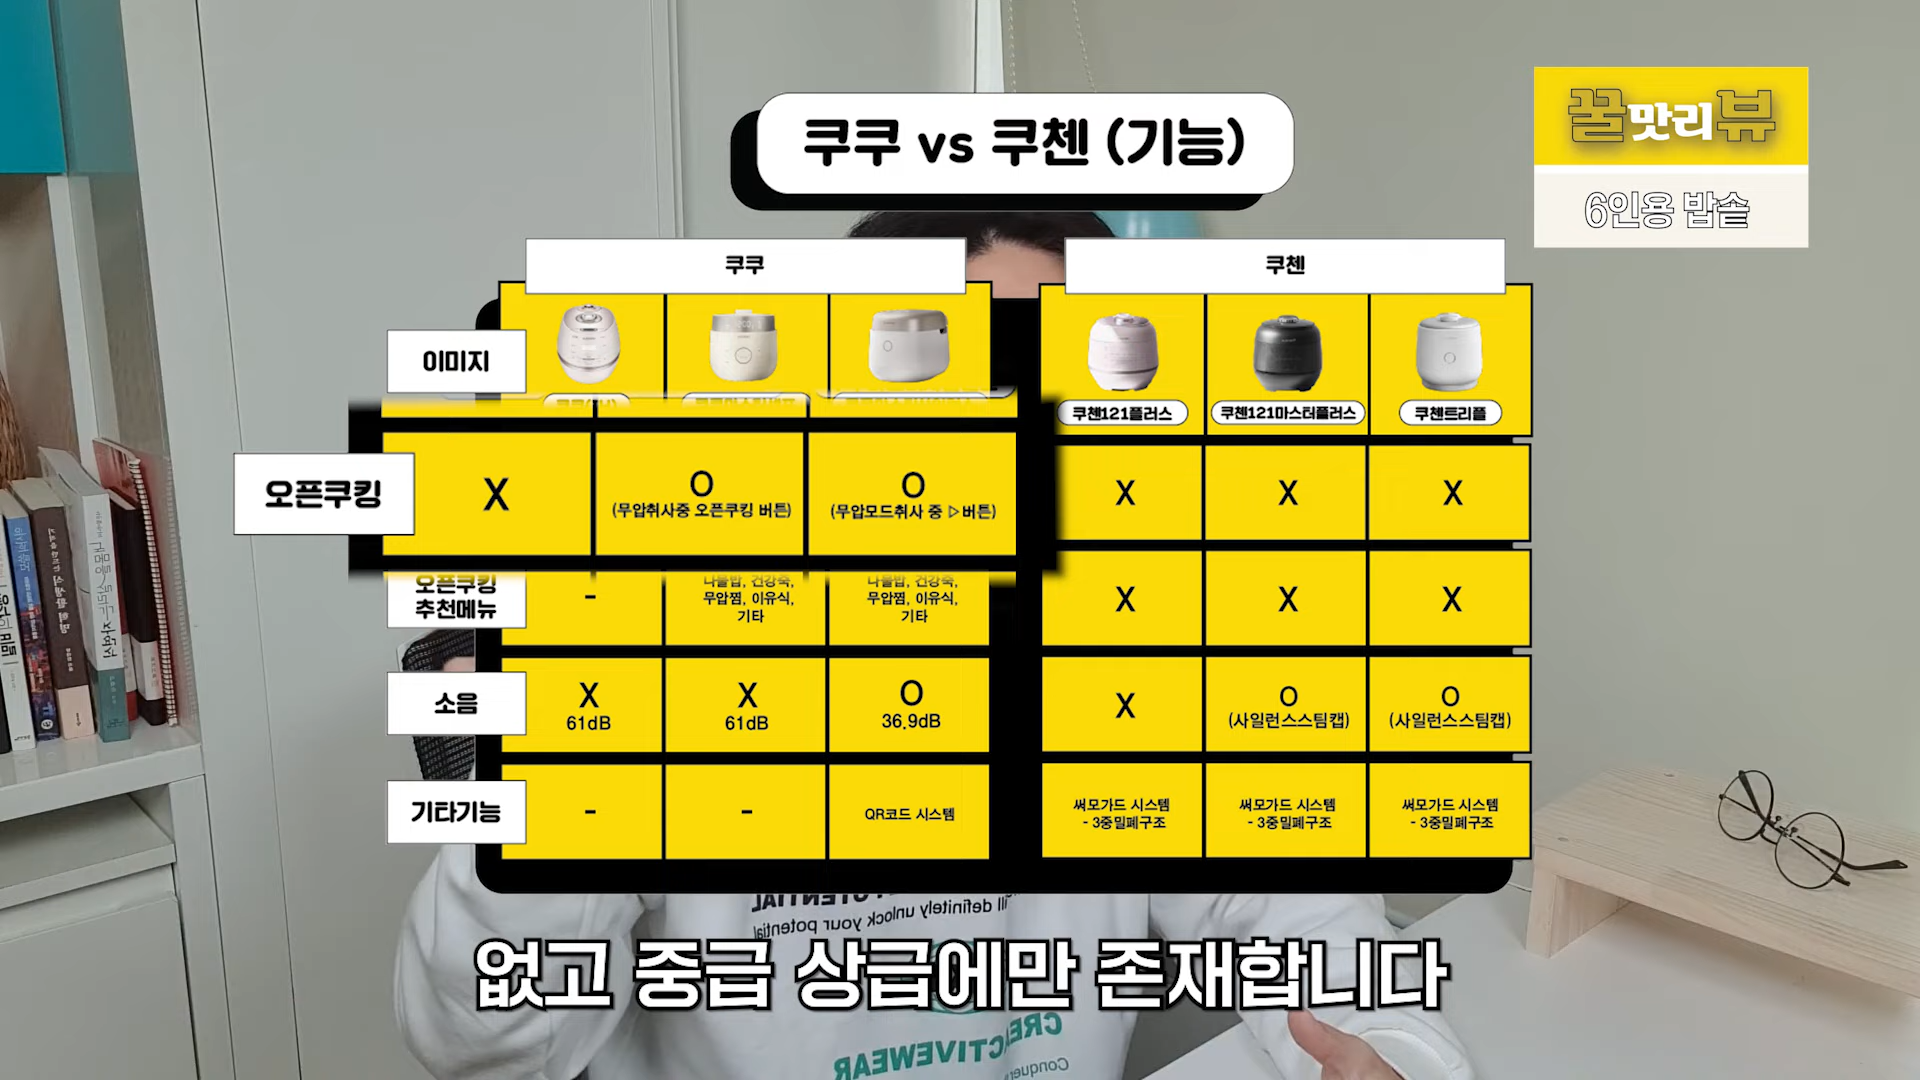 쿠쿠 vs 쿠첸 (기능)
꿀맛리뷰
6인용 밥솥
쿠쿠
쿠첸
이미지
쿠첸121플러스
쿠첸121마스터플러스
쿠첸트리플
오픈쿠킹
X
O
(무압취사중 오픈쿠킹 버튼)
O
(무압모드취사 중 ▷버튼)
X
X
X
오픈쿠킹
추천메뉴
-
나물밥, 건강죽,
무압찜, 이유식,
기타
나물밥, 건강죽,
무압찜, 이유식,
기타
X
X
X
소음
X
61dB
X
61dB
O
36.9dB
X
O
(사일런스스팀캡)
O
(사일런스스팀캡)
기타기능
-
-
QR코드 시스템
써모가드 시스템
- 3중밀폐구조
써모가드 시스템
- 3중밀폐구조
써모가드 시스템
- 3중밀폐구조
will definitely unlock your potential
없고 중급 상급에만 존재합니다